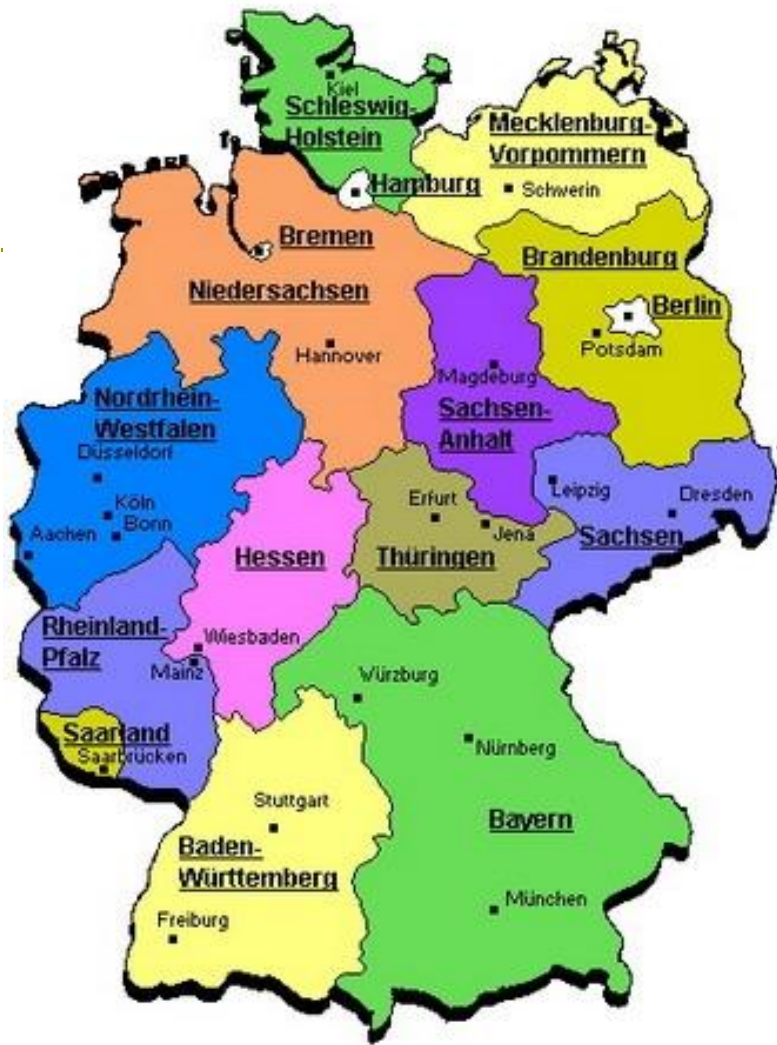 Kiel
Schleswig-
Holstein
Mecklenburg-
Vorpommern
Hamburg
Schwerin
Bremen
Brandenburg
Niedersachsen
Berlin
Hannover
Potsdam
Magdeburg
Nordrhein-
Westfalen
Sachsen-
Anhalt
Düsseldorf
Köln
Bonn
Aachen
Erfurt
Jena
Leipzig
Dresden
Sachsen
Hessen
Thüringen
Rheinland-
Pfalz
Wiesbaden
Mainz
Würzburg
Saarland
Saarbrücken
Nürnberg
Stuttgart
Bayern
Baden-
Württemberg
Freiburg
München